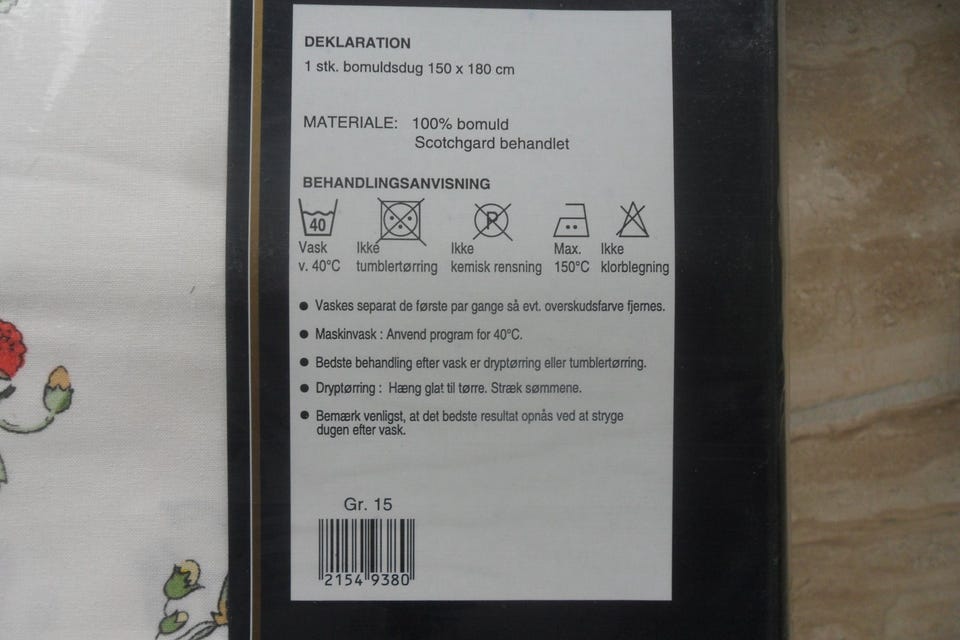 DEKLARATION
1 stk. bomuldsdug 150 x 180 cm
MATERIALE: 100% bomuld
Scotchgard behandlet
BEHANDLINGSANVISNING
40 P
Vask Ikke Ikke Max. Ikke
v. 40°C tumblertørring kemisk rensning 150°C klorblegning
• Vaskes separat de første par gange så evt. overskudsfarve fjernes.
• Maskinvask : Anvend program for 40°C.
• Bedste behandling efter vask er dryptørring eller tumblertørring.
• Dryptørring : Hæng glat til tørre. Stræk sømmene.
• Bemærk venligst, at det bedste resultat opnås ved at stryge
dugen efter vask.
Gr. 15
2154 9380